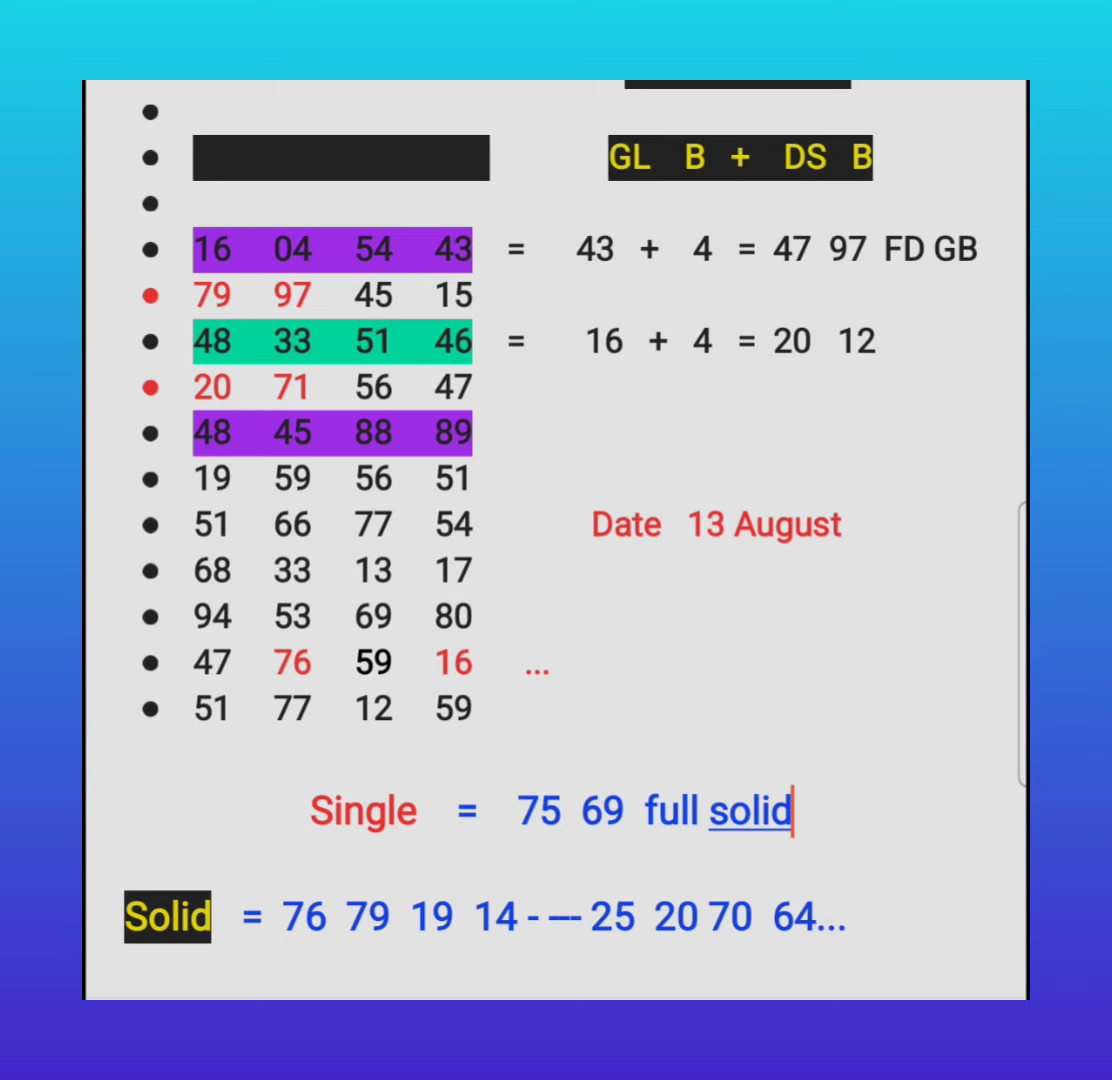 GL B + DS B
16 04 54 43 = 43 + 4 = 47 97 FD GB
79 97 45 15
48 33 51 46 = 16 + 4 = 20 12
20 71 56 47
48 45 88 89
19 59 56 51
51 66 77 54 Date 13 August
68 33 13 17
94 53 69 80
47 76 59 16 ...
51 77 12 59
Single = 75 69 full solid
Solid = 76 79 19 14 - --- 25 20 70 64...